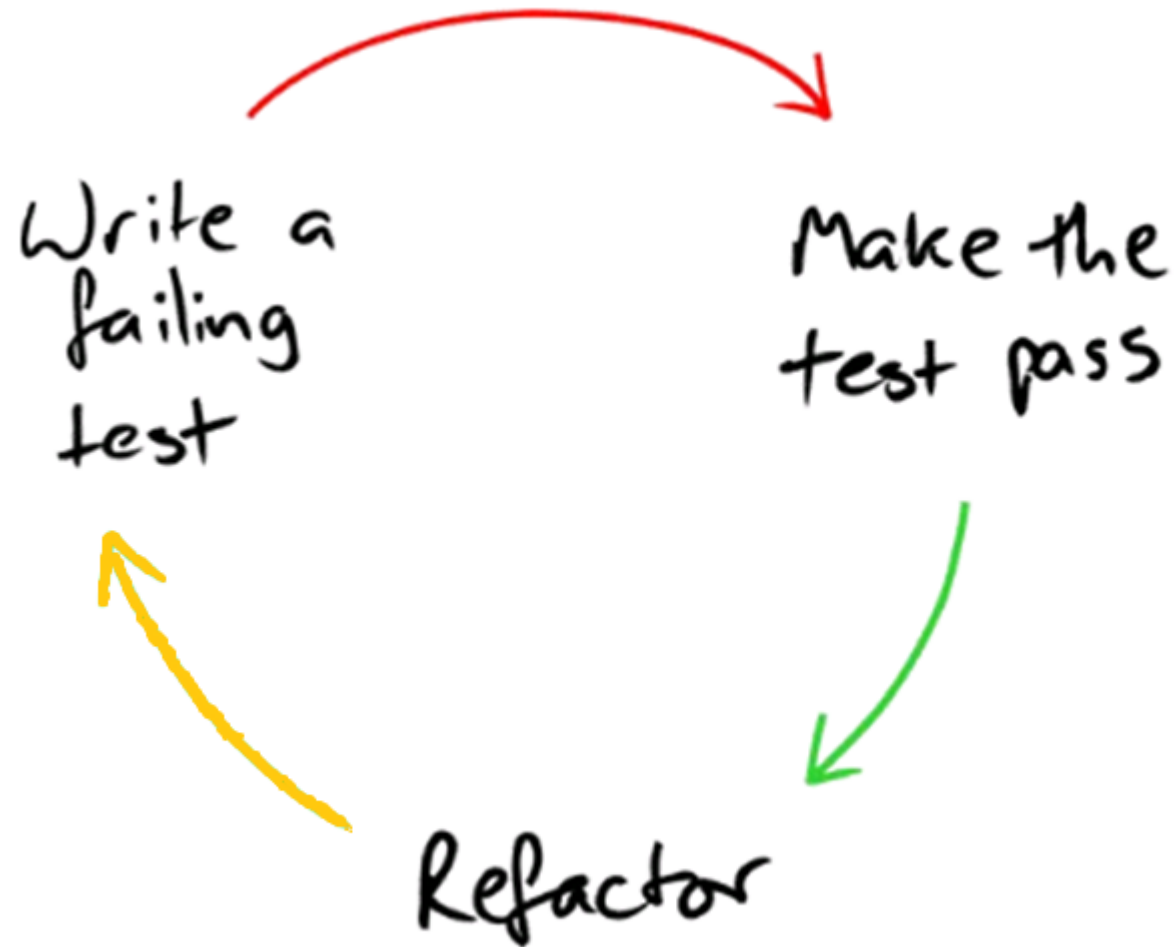 Write a
failing
test
Make the
test pass
Refactor